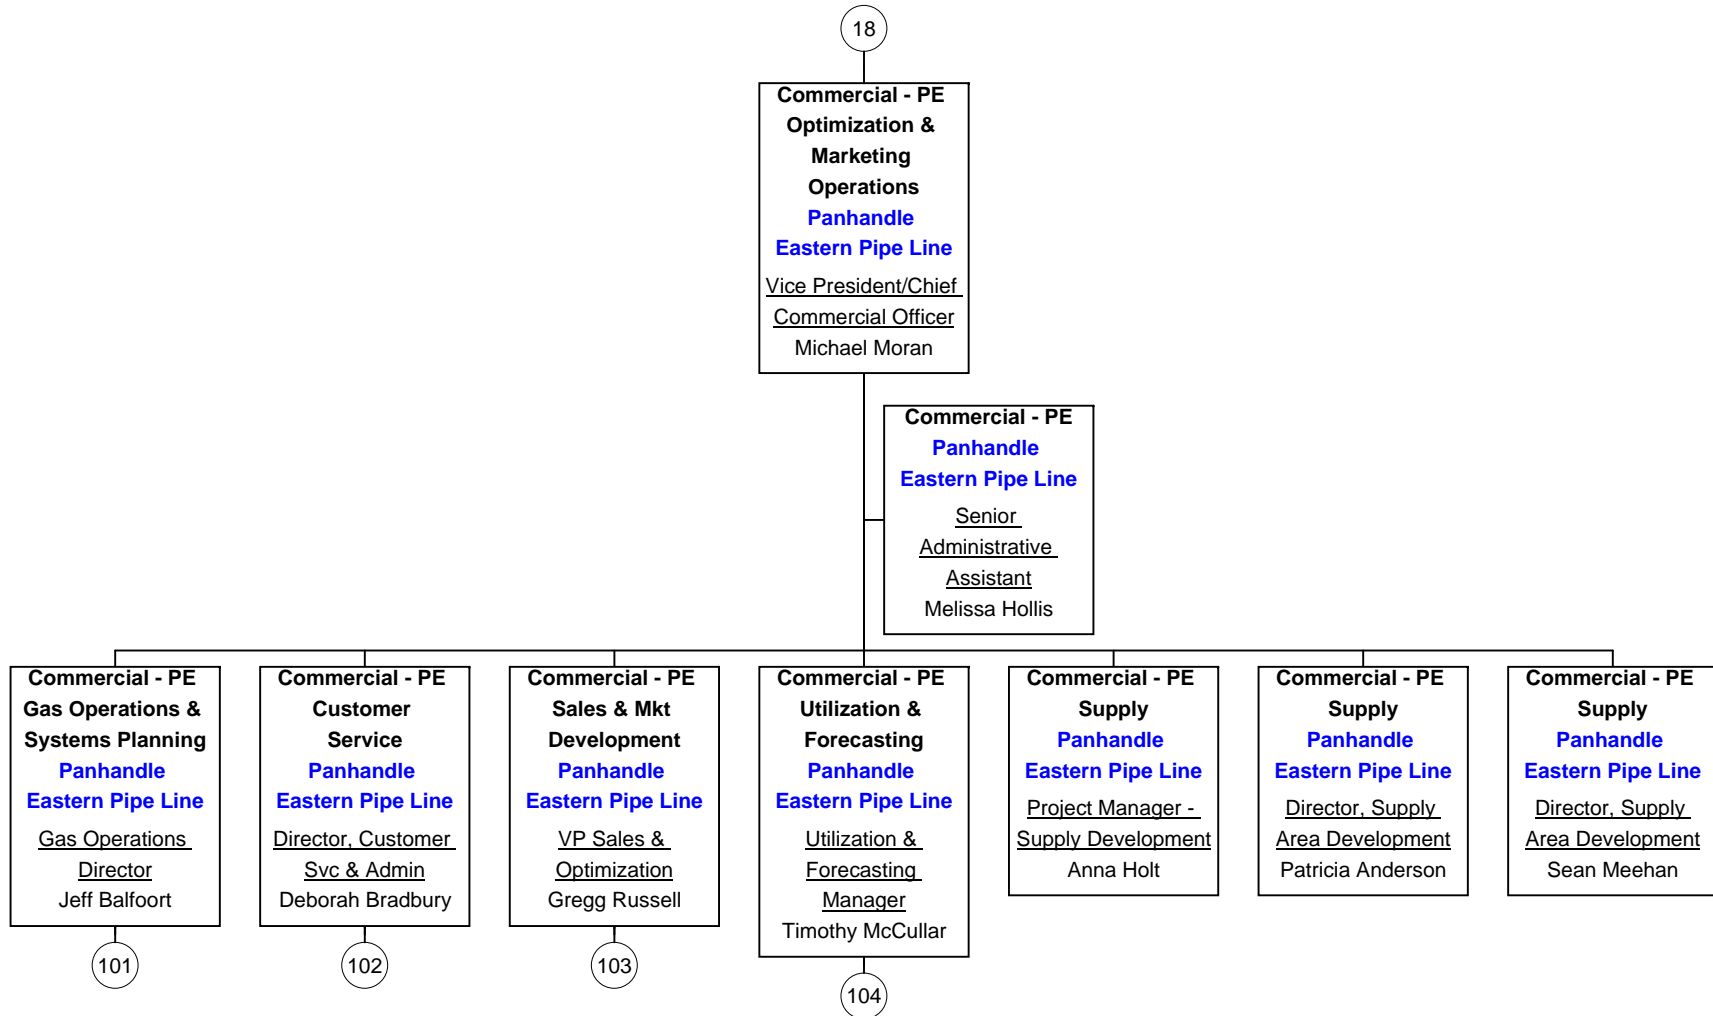 18
Commercial - PE
Optimization &
Marketing
Operations
Panhandle
Eastern Pipe Line
Vice President/Chief
Commercial Officer
Michael Moran
Commercial - PE
Panhandle
Eastern Pipe Line
Senior
Administrative
Assistant
Melissa Hollis
Commercial - PE
Gas Operations &
Systems Planning
Panhandle
Eastern Pipe Line
Gas Operations
Director
Jeff Balfoort
101
Commercial - PE
Customer
Service
Panhandle
Eastern Pipe Line
Director, Customer
Svc & Admin
Deborah Bradbury
102
Commercial - PE
Sales & Mkt
Development
Panhandle
Eastern Pipe Line
VP Sales &
Optimization
Gregg Russell
103
Commercial - PE
Utilization &
Forecasting
Panhandle
Eastern Pipe Line
Utilization &
Forecasting
Manager
Timothy McCullar
104
Commercial - PE
Supply
Panhandle
Eastern Pipe Line
Project Manager -
Supply Development
Anna Holt
Commercial - PE
Supply
Panhandle
Eastern Pipe Line
Director, Supply
Area Development
Patricia Anderson
Commercial - PE
Supply
Panhandle
Eastern Pipe Line
Director, Supply
Area Development
Sean Meehan